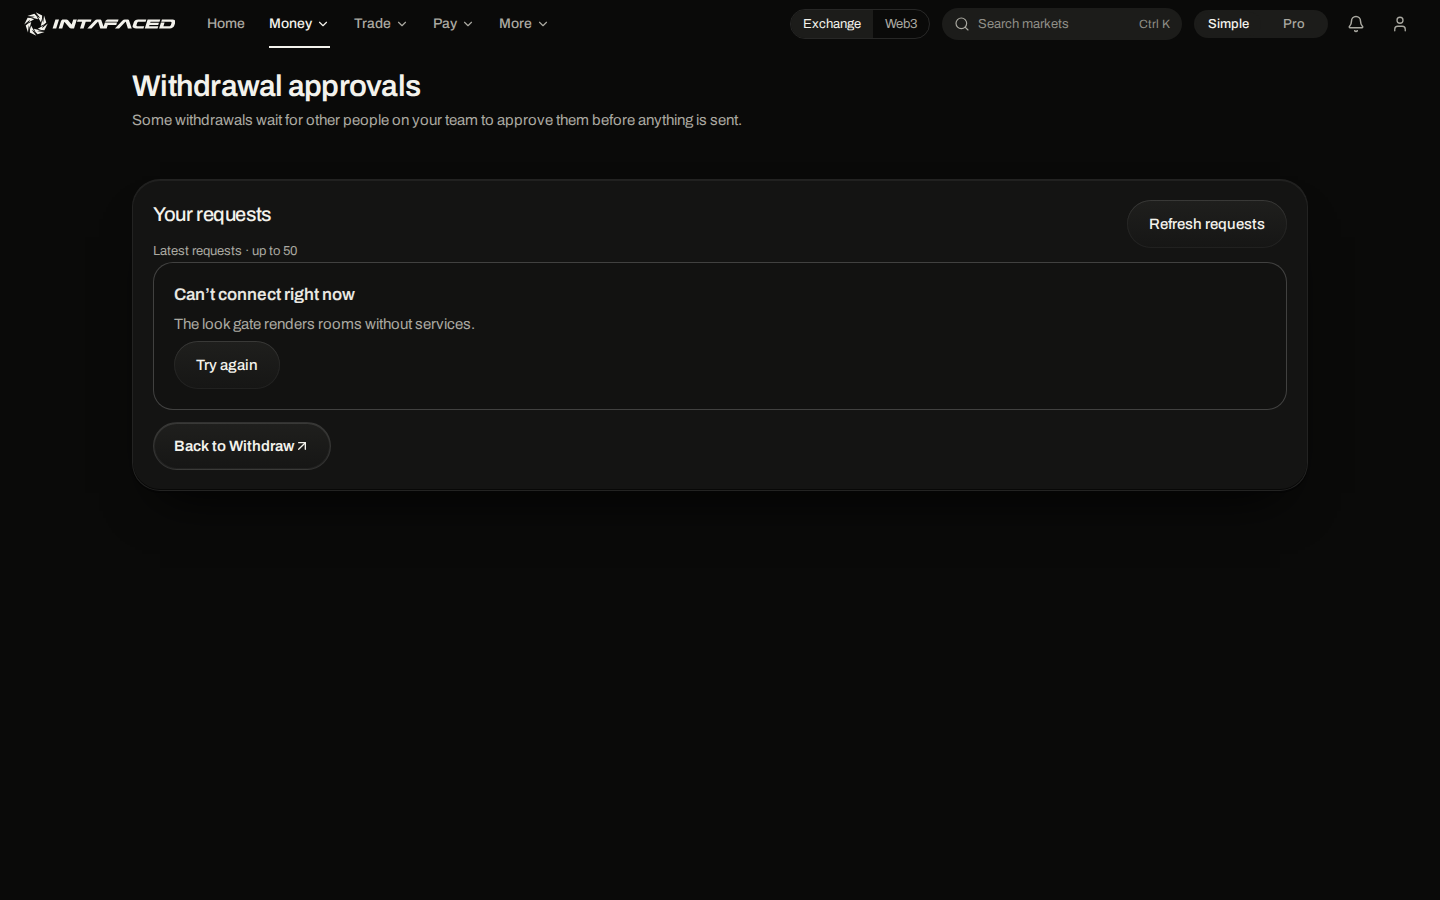 INTAFACED
Home
Money
Trade
Pay
More
Exchange
Web3
Search markets
Ctrl K
Simple
Pro
Withdrawal approvals
Some withdrawals wait for other people on your team to approve them before anything is sent.
Your requests
Refresh requests
Latest requests · up to 50
Can’t connect right now
The look gate renders rooms without services.
Try again
Back to Withdraw